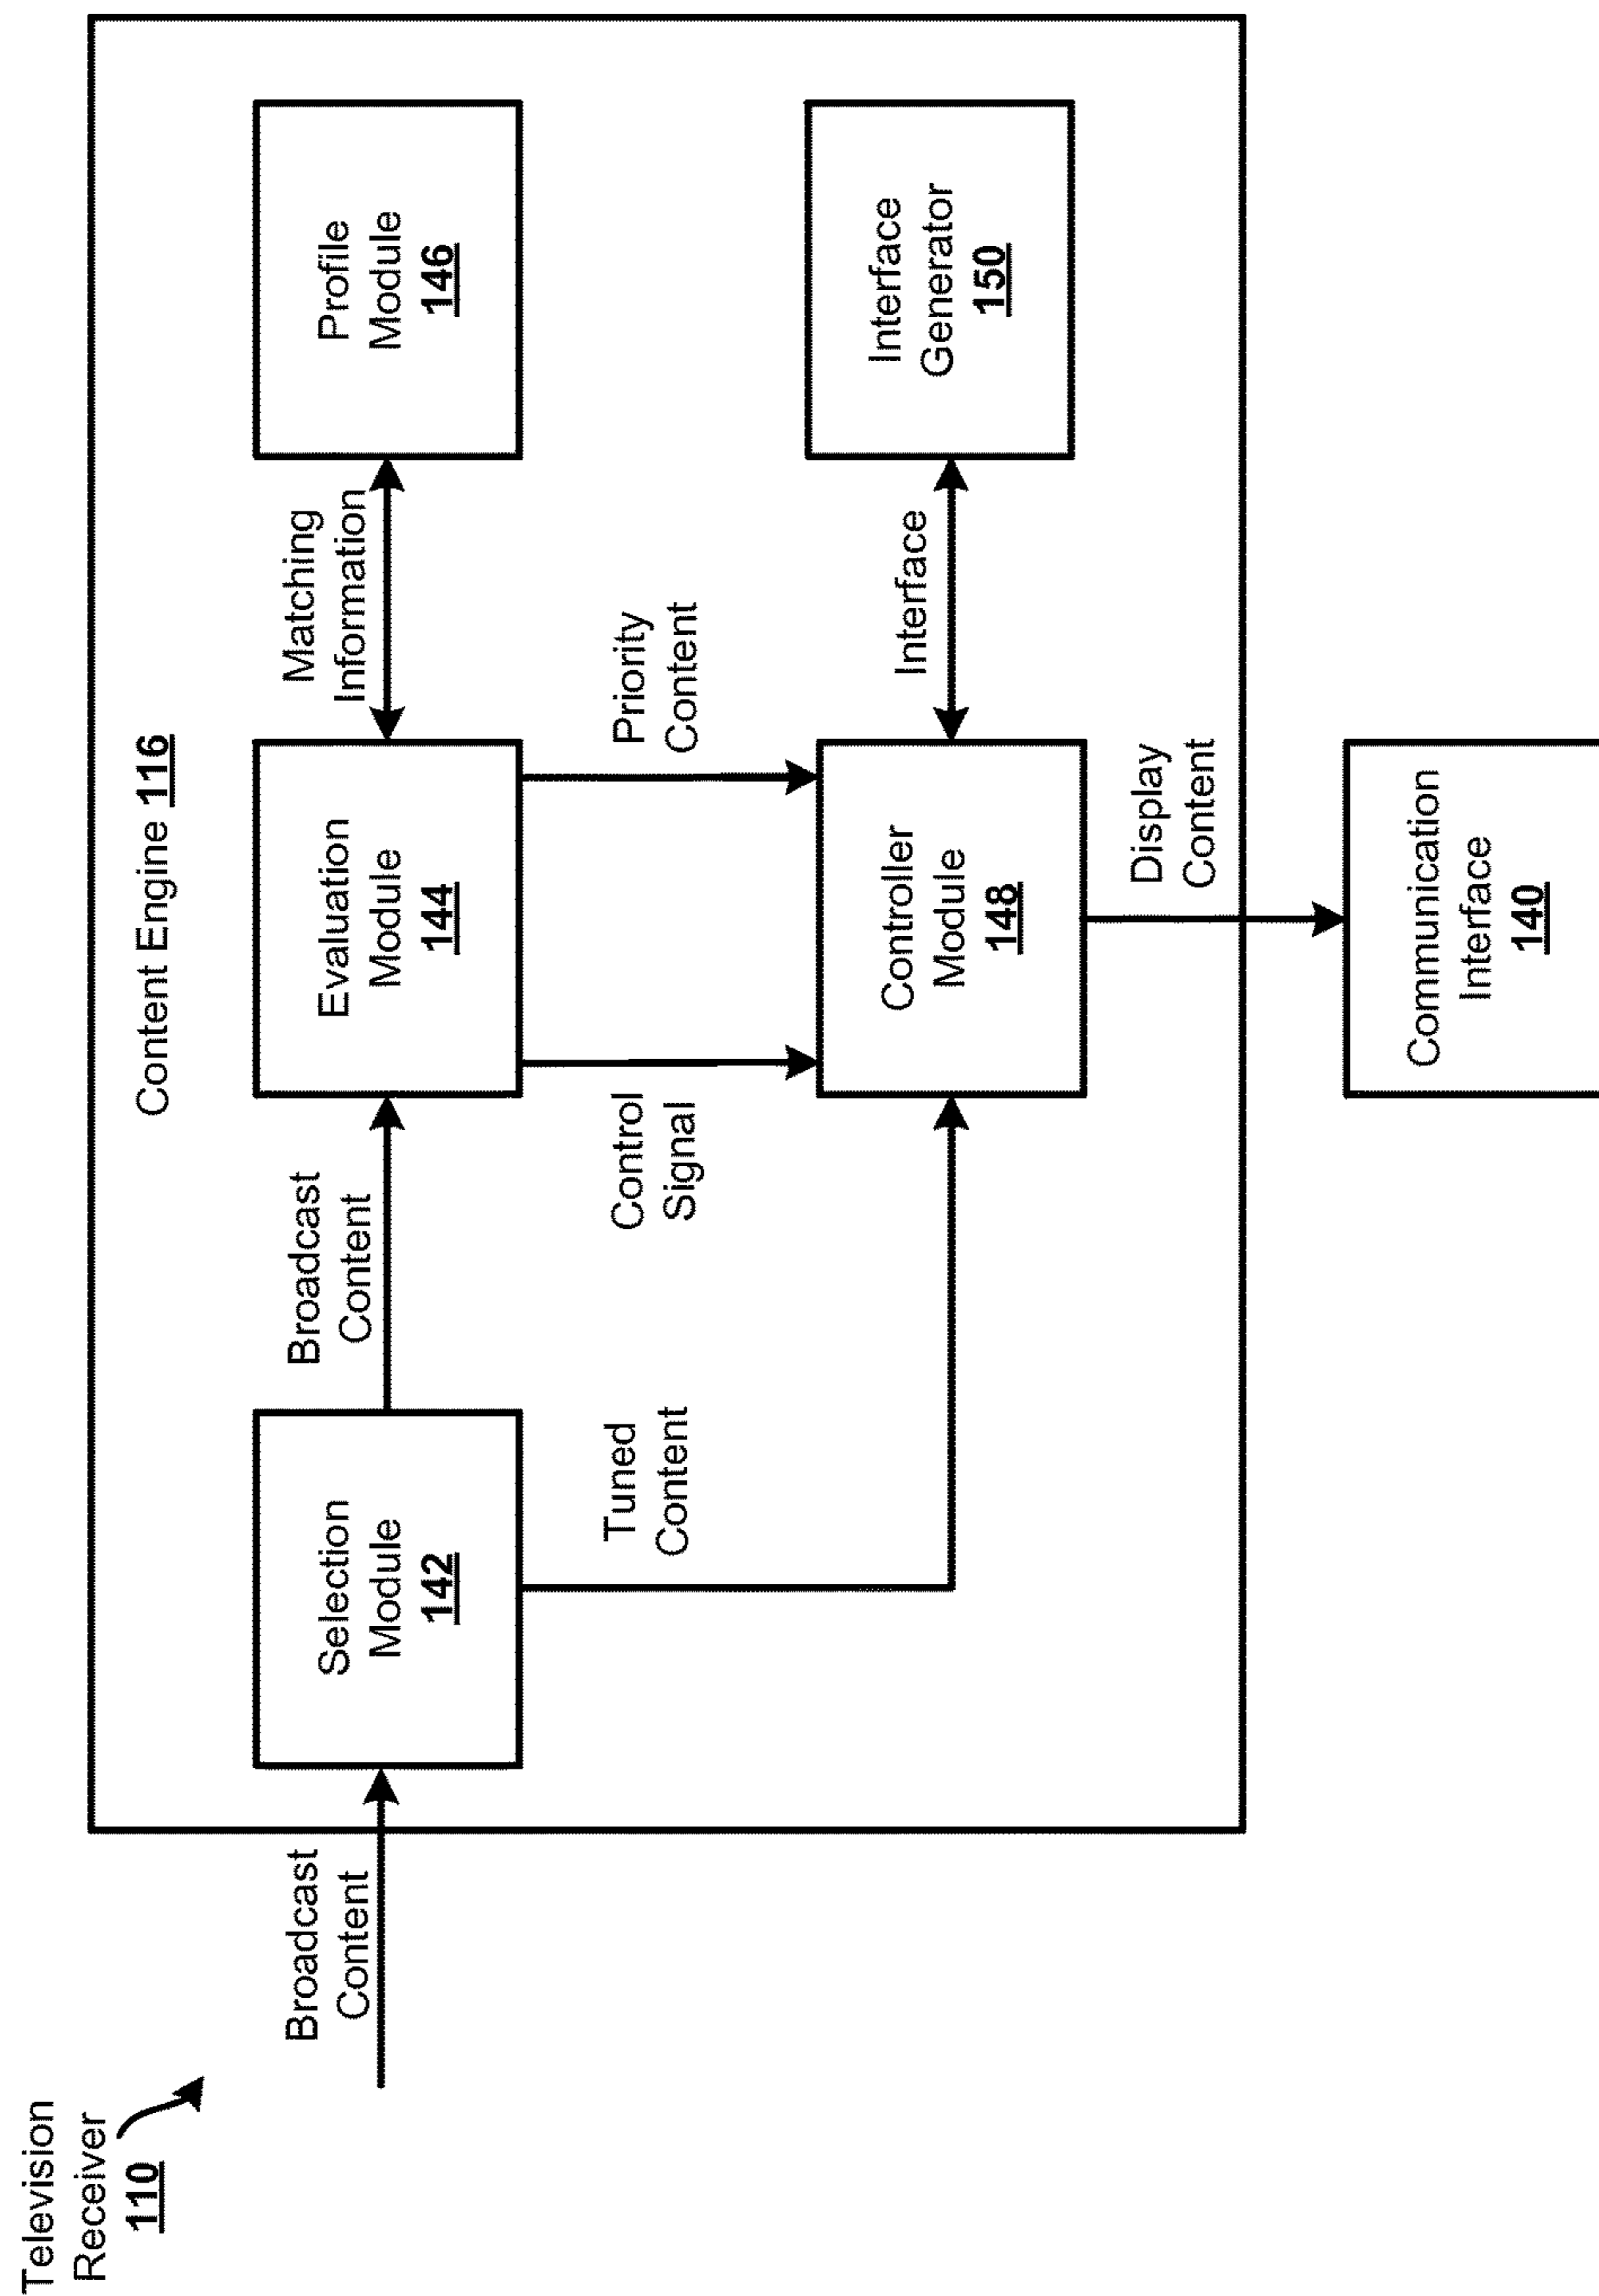 Television
Receiver
110
Content Engine 116
Broadcast
Content
Selection
Module
142
Broadcast
Content
Evaluation
Module
144
Matching
Information
Profile
Module
146
Tuned
Content
Control
Signal
Priority
Content
Controller
Module
148
Interface
Interface
Generator
150
Display
Content
Communication
Interface
140